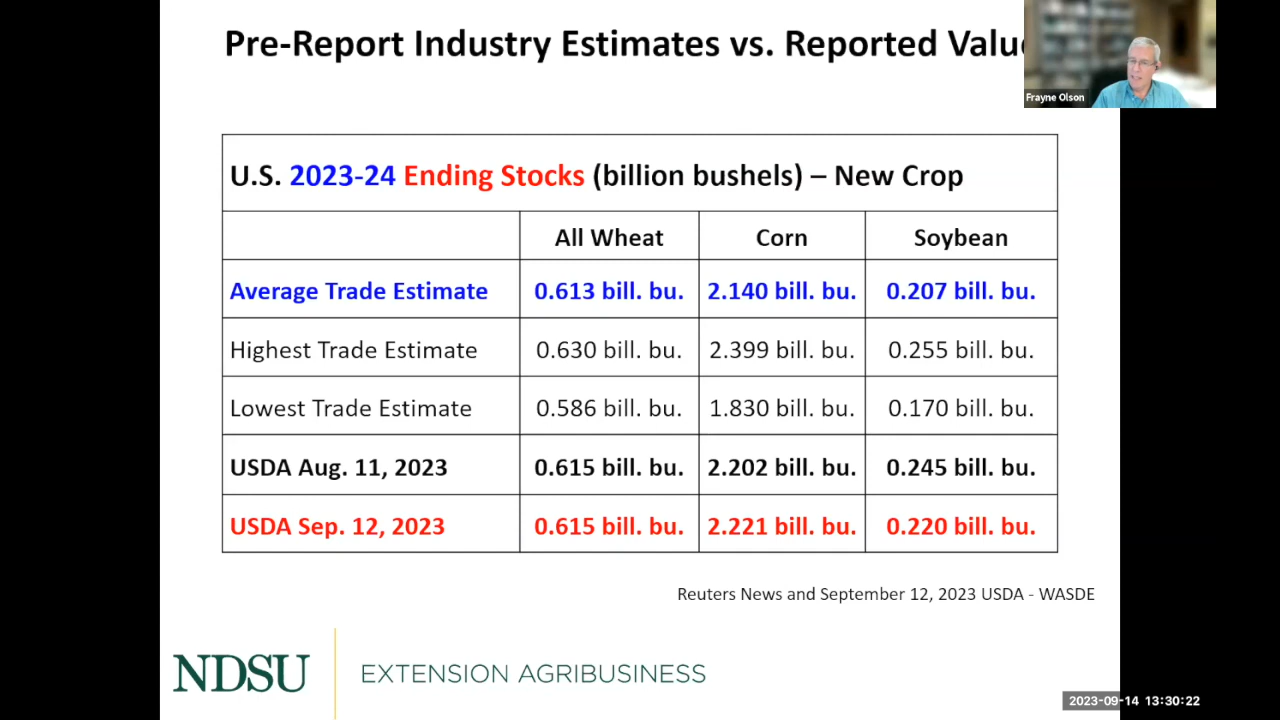 Pre-Report Industry Estimates vs. Reported Valu
Frayne Olson
U.S. 2023-24 Ending Stocks (billion bushels) – New Crop
All Wheat Corn Soybean
Average Trade Estimate 0.613 bill. bu. 2.140 bill. bu. 0.207 bill. bu.
Highest Trade Estimate 0.630 bill. bu. 2.399 bill. bu. 0.255 bill. bu.
Lowest Trade Estimate 0.586 bill. bu. 1.830 bill. bu. 0.170 bill. bu.
USDA Aug. 11, 2023 0.615 bill. bu. 2.202 bill. bu. 0.245 bill. bu.
USDA Sep. 12, 2023 0.615 bill. bu. 2.221 bill. bu. 0.220 bill. bu.
Reuters News and September 12, 2023 USDA - WASDE
NDSU EXTENSION AGRIBUSINESS
2023-09-14 13:30:22